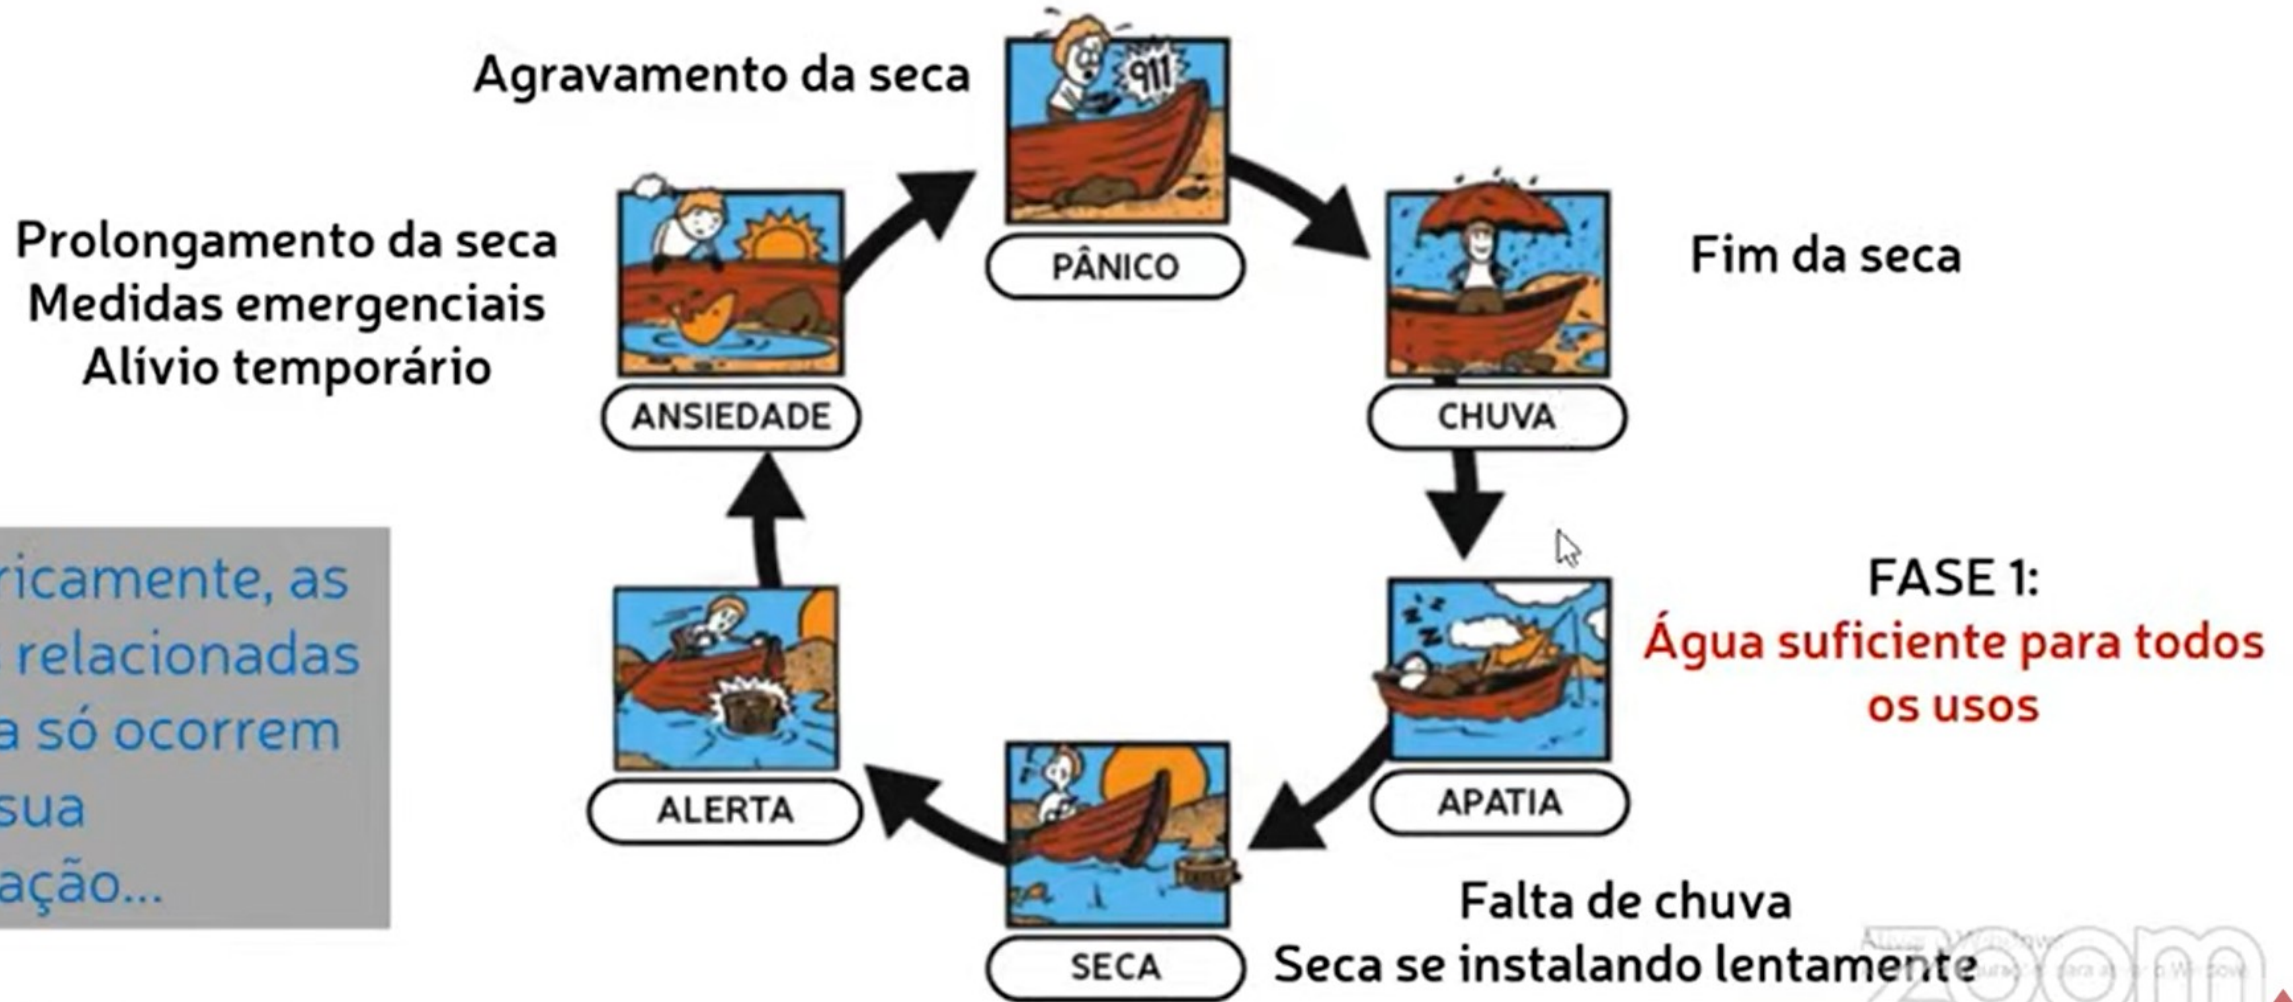 Agravamento da seca
911
PÂNICO
Prolongamento da seca
Medidas emergenciais
Alívio temporário
ANSIEDADE
CHUVA
Fim da seca
ricamente, as
relacionadas
a só ocorrem
sua
ação...
ALERTA
z z z
APATIA
FASE 1:
Água suficiente para todos
os usos
SECA
Falta de chuva
Seca se instalando lentamente
zoom